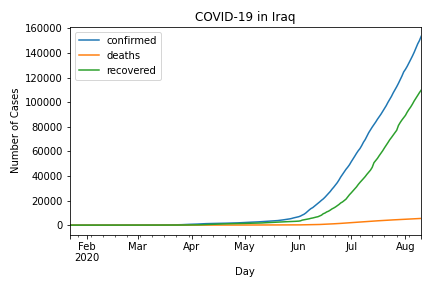 COVID-19 in Iraq
confirmed
deaths
recovered
Number of Cases
160000
140000
120000
100000
80000
60000
40000
20000
0
Feb Mar Apr May Jun Jul Aug
2020
Day